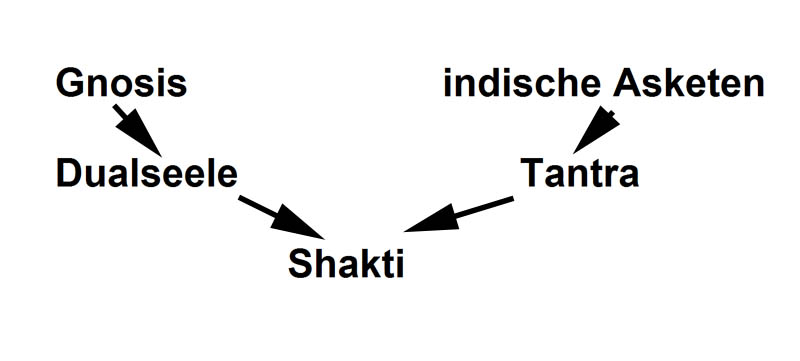 Gnosis
indische Asketen
Dualseele
Tantra
Shakti